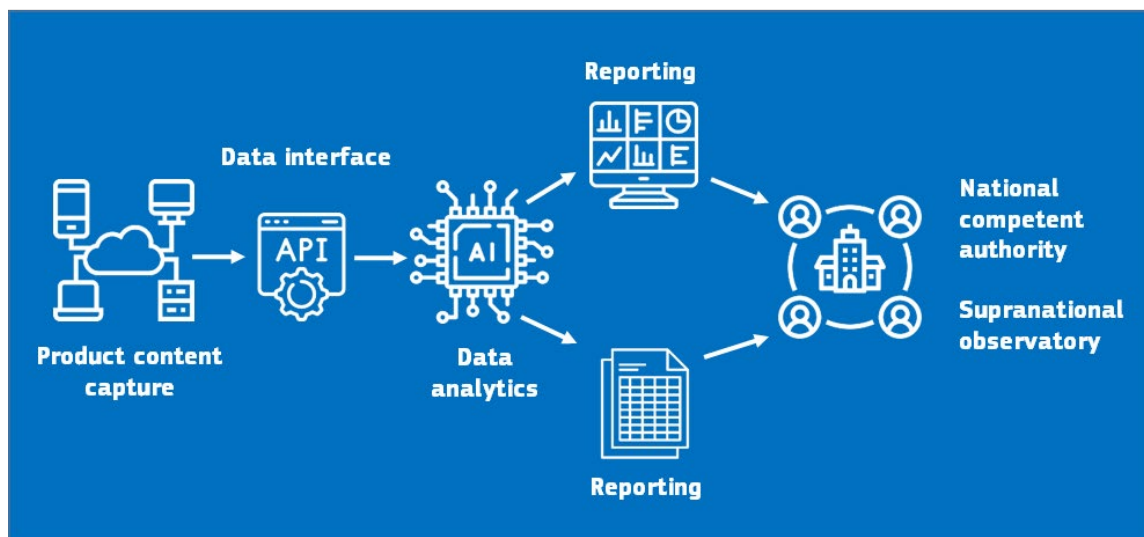 Reporting
Data interface
API
AI
Product content
capture
Data
analytics
Reporting
National
competent
authority
Supranational
observatory